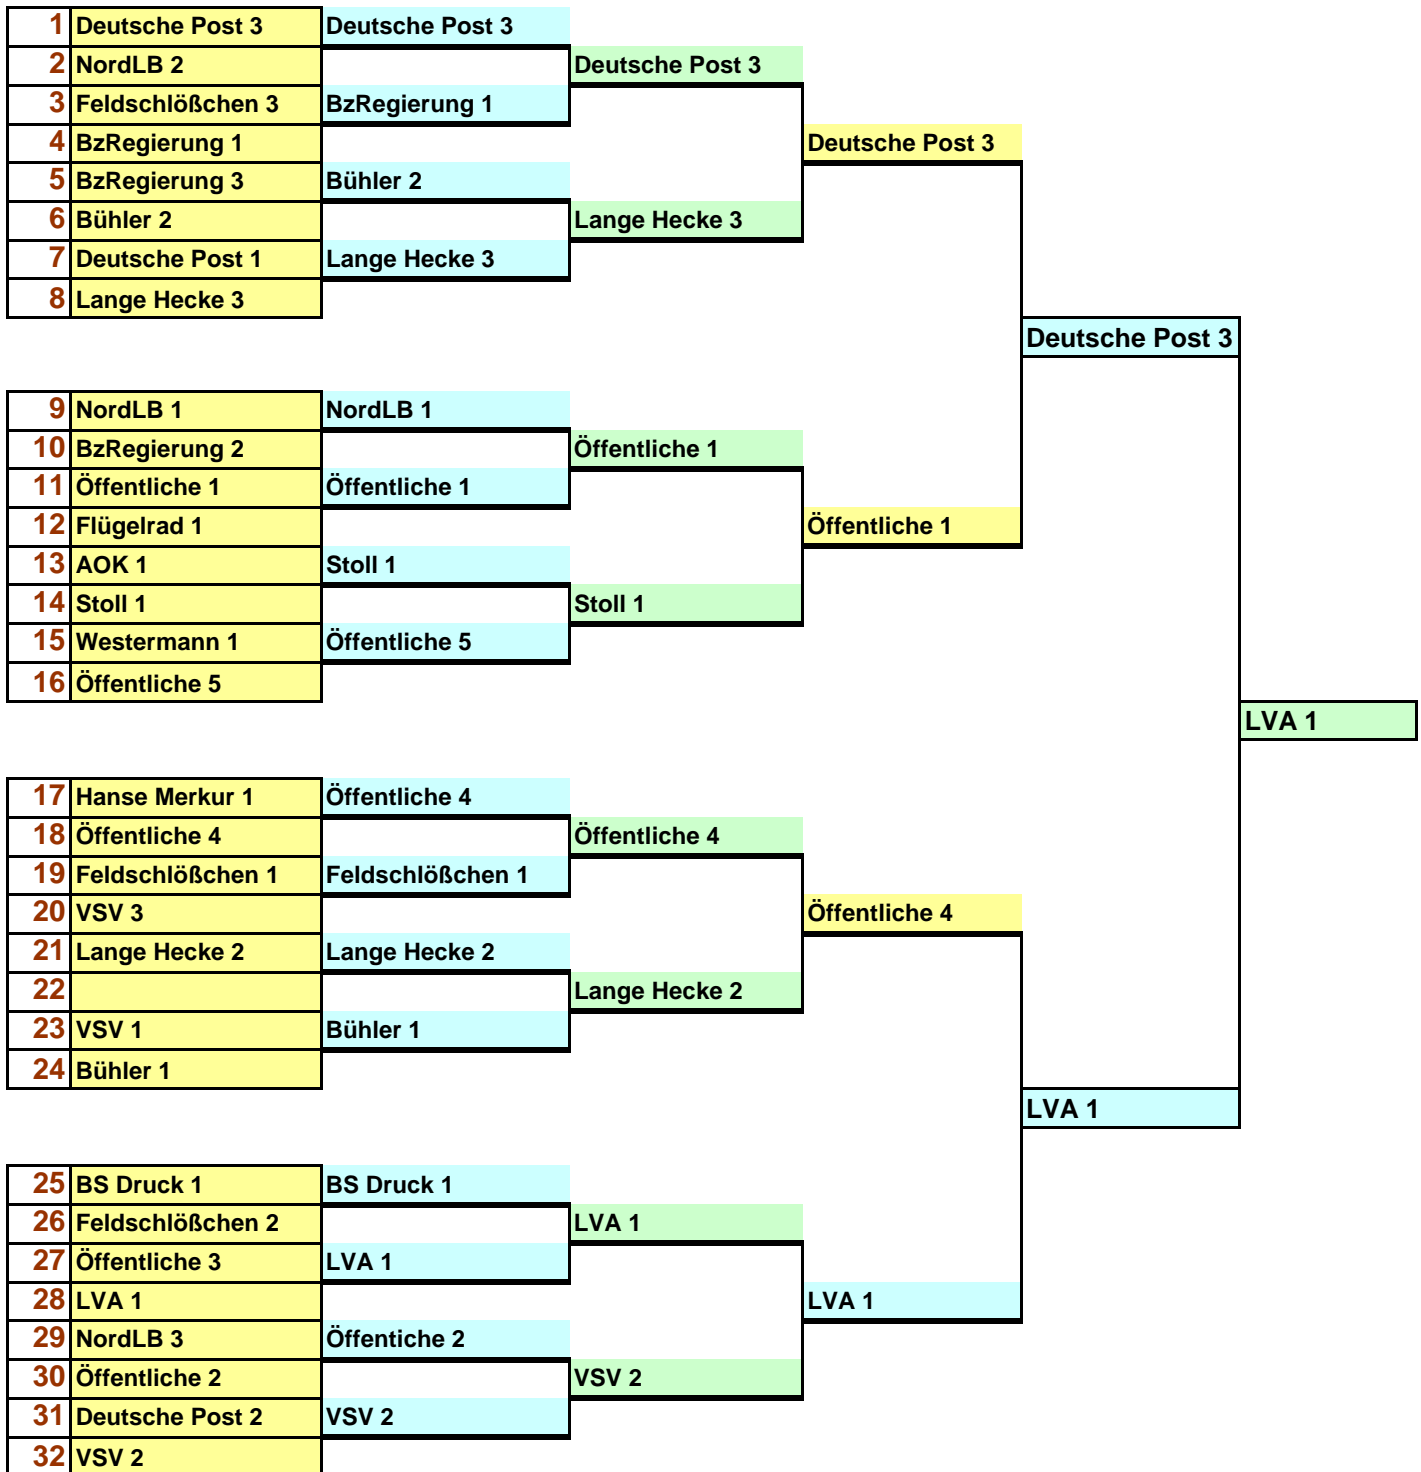 1 Deutsche Post 3 Deutsche Post 3
2 NordLB 2 Deutsche Post 3
3 Feldschlößchen 3 BzRegierung 1
4 BzRegierung 1 Deutsche Post 3
5 BzRegierung 3 Bühler 2
6 Bühler 2 Lange Hecke 3
7 Deutsche Post 1 Lange Hecke 3
8 Lange Hecke 3
Deutsche Post 3
9 NordLB 1 NordLB 1
10 BzRegierung 2 Öffentliche 1
11 Öffentliche 1 Öffentliche 1
12 Flügelrad 1 Öffentliche 1
13 AOK 1 Stoll 1
14 Stoll 1 Stoll 1
15 Westermann 1 Öffentliche 5
16 Öffentliche 5
LVA 1
17 Hanse Merkur 1 Öffentliche 4
18 Öffentliche 4 Öffentliche 4
19 Feldschlößchen 1 Feldschlößchen 1
20 VSV 3 Öffentliche 4
21 Lange Hecke 2 Lange Hecke 2
22 Lange Hecke 2
23 VSV 1 Bühler 1
24 Bühler 1
LVA 1
25 BS Druck 1 BS Druck 1
26 Feldschlößchen 2 LVA 1
27 Öffentliche 3 LVA 1
28 LVA 1 LVA 1
29 NordLB 3 Öffentiche 2
30 Öffentliche 2 VSV 2
31 Deutsche Post 2 VSV 2
32 VSV 2